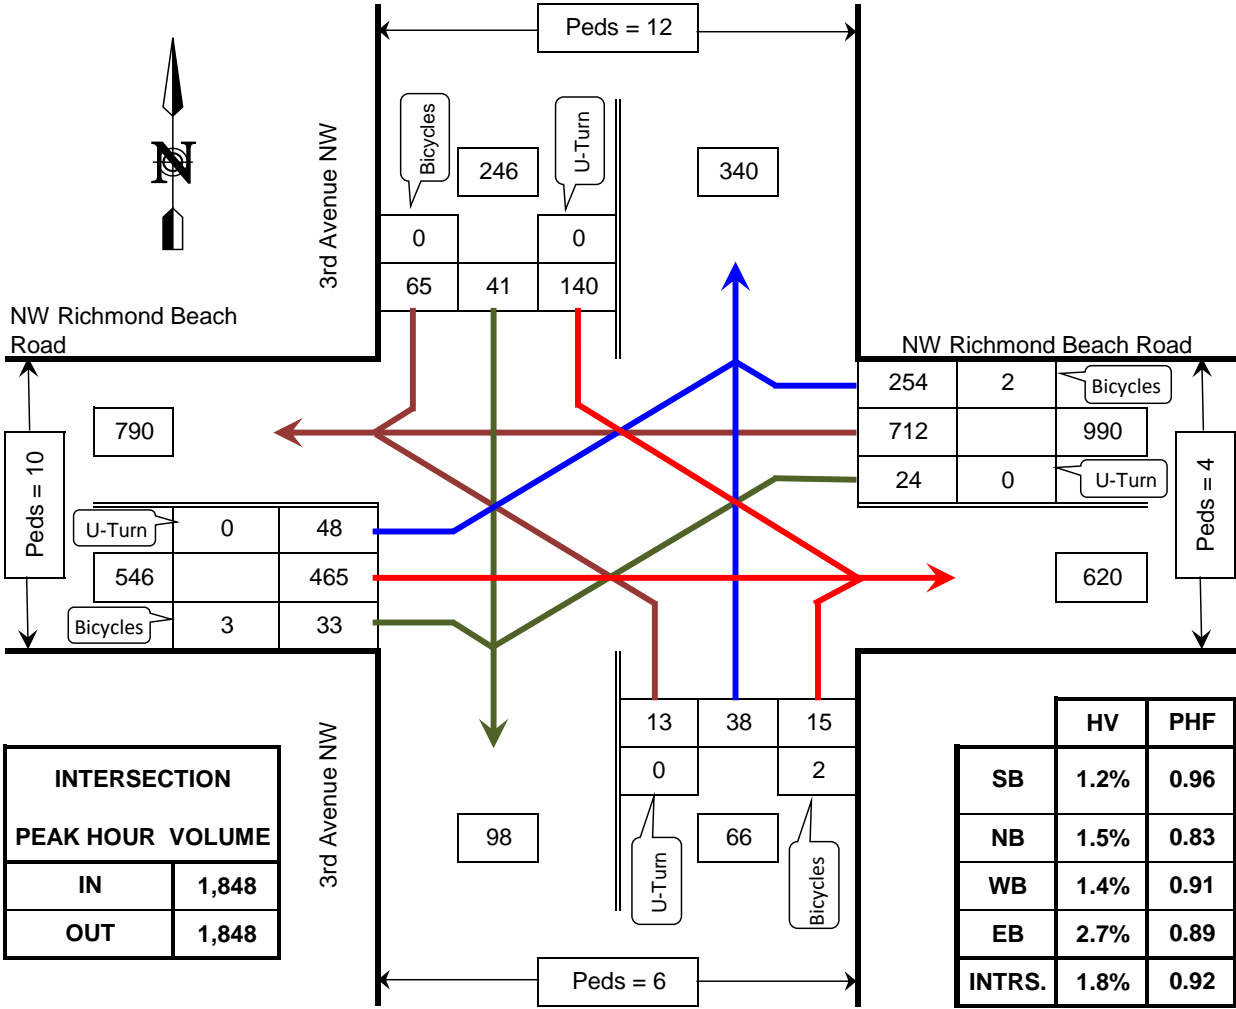 Peds = 12
N
3rd Avenue NW
Bicycles
U-Turn
246
340
0
0
65
41
140
NW Richmond Beach
Road
NW Richmond Beach Road
254
2
Bicycles
790
712
990
24
0
U-Turn
Peds = 10
Peds = 4
U-Turn
0
48
546
465
620
Bicycles
3
33
13
38
15
0
2
3rd Avenue NW
98
66
U-Turn
Bicycles
Peds = 6
INTERSECTION
PEAK HOUR VOLUME
IN 1,848
OUT 1,848
HV PHF
SB 1.2% 0.96
NB 1.5% 0.83
WB 1.4% 0.91
EB 2.7% 0.89
INTRS. 1.8% 0.92